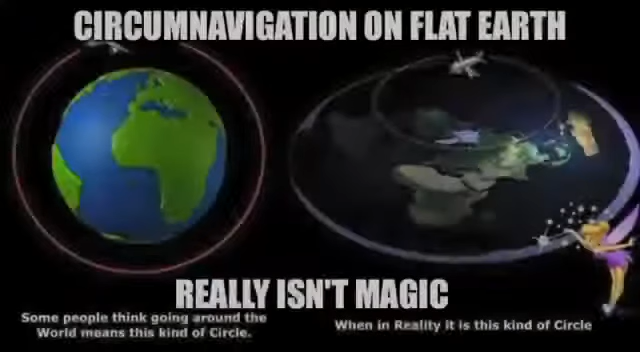 CIRCUMNAVIGATION ON FLAT EARTH
REALLY ISN'T MAGIC
Some people think going around the
World means this kind of Circle.
When in Reality it is this kind of Circle